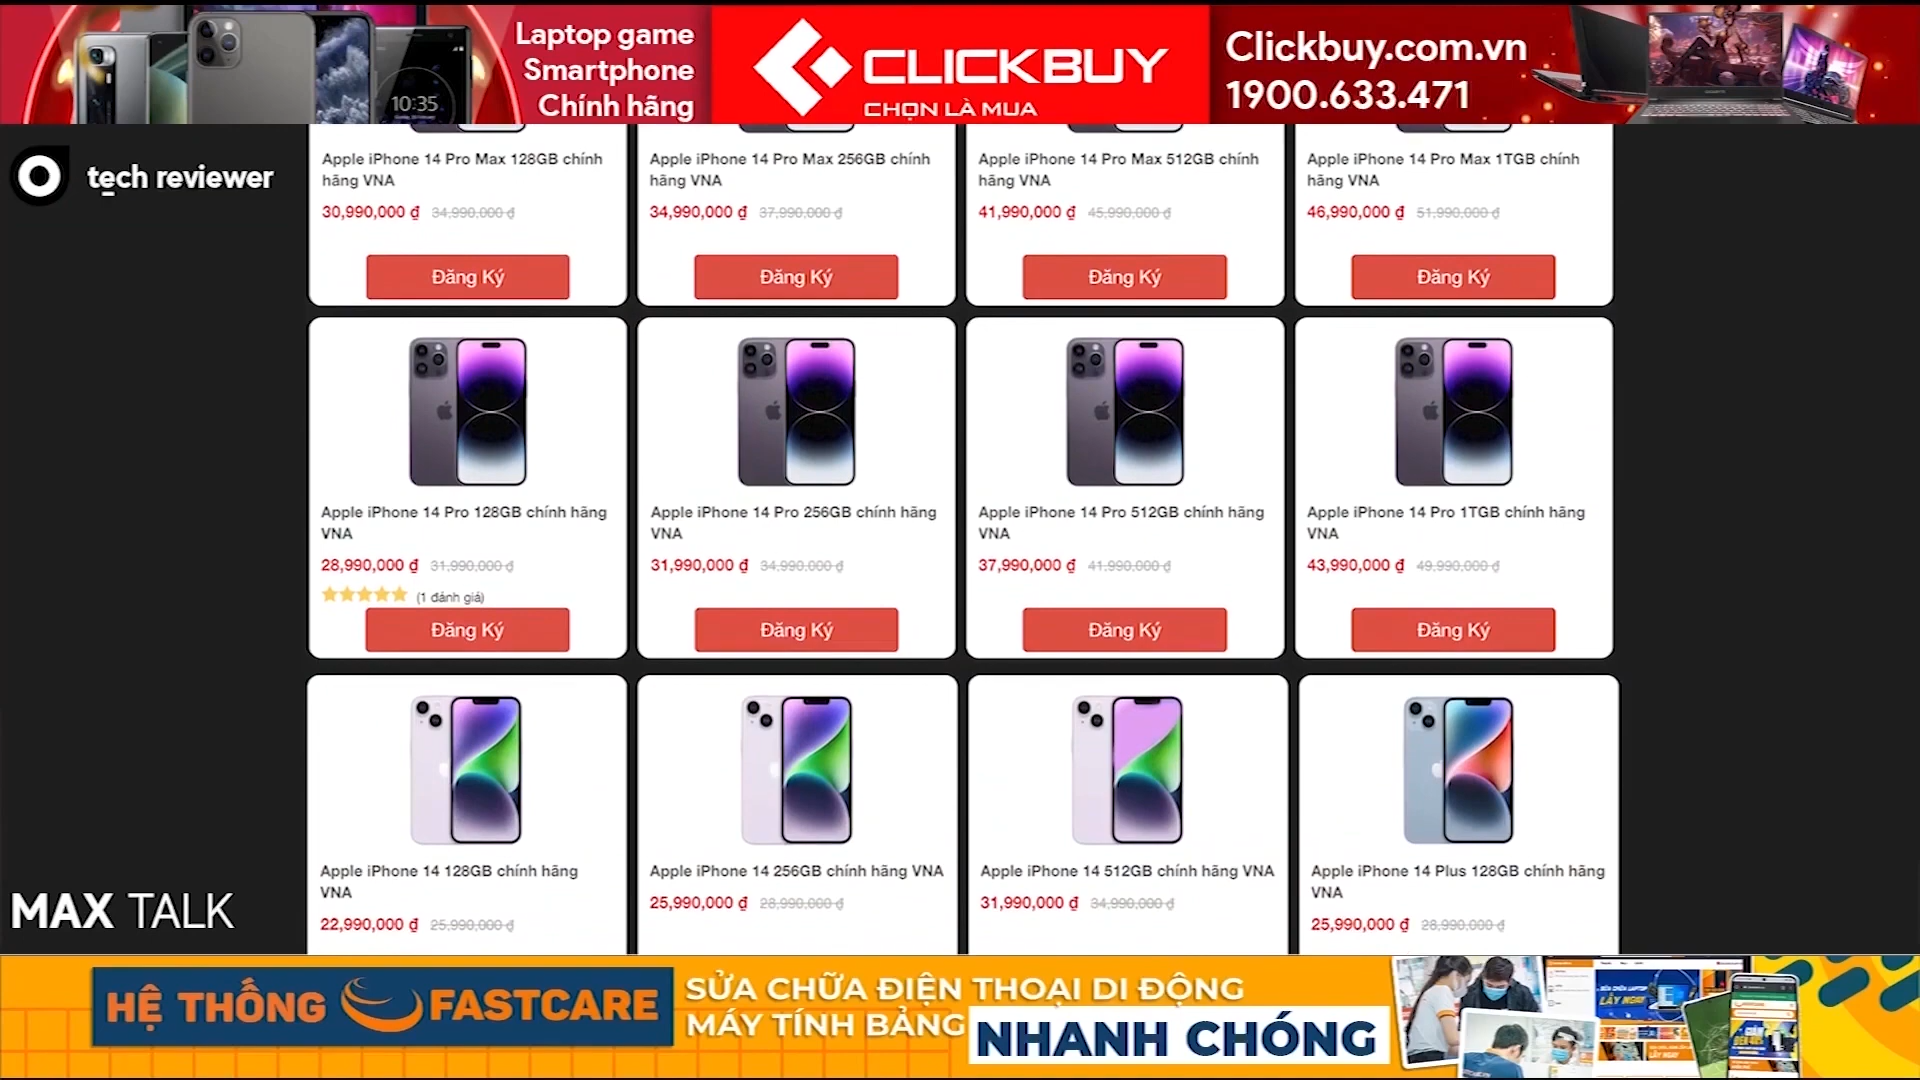 Laptop game
Smartphone
Chính hãng
CLICKBUY
CHỌN LÀ MUA
Clickbuy.com.vn
1900.633.471
10:35
tech reviewer
Apple iPhone 14 Pro Max 128GB chính
hãng VNA
30,990,000 ₫ 34,990,000 ₫
Đăng Ký
Apple iPhone 14 Pro Max 256GB chính
hãng VNA
34,990,000 ₫ 37,990,000 ₫
Đăng Ký
Apple iPhone 14 Pro Max 512GB chính
hãng VNA
41,990,000 ₫ 45,990,000 ₫
Đăng Ký
Apple iPhone 14 Pro Max 1TGB chính
hãng VNA
46,990,000 ₫ 51,990,000 ₫
Đăng Ký
Apple iPhone 14 Pro 128GB chính hãng
VNA
28,990,000 ₫ 31,990,000 ₫
(1 đánh giá)
Đăng Ký
Apple iPhone 14 Pro 256GB chính hãng
VNA
31,990,000 ₫ 34,990,000 ₫
Đăng Ký
Apple iPhone 14 Pro 512GB chính hãng
VNA
37,990,000 ₫ 41,990,000 ₫
Đăng Ký
Apple iPhone 14 Pro 1TGB chính hãng
VNA
43,990,000 ₫ 49,990,000 ₫
Đăng Ký
Apple iPhone 14 128GB chính hãng
VNA
22,990,000 ₫ 25,990,000 ₫
Apple iPhone 14 256GB chính hãng VNA
25,990,000 ₫ 28,990,000 ₫
Apple iPhone 14 512GB chính hãng VNA
31,990,000 ₫ 34,990,000 ₫
Apple iPhone 14 Plus 128GB chính hãng
VNA
25,990,000 ₫ 28,990,000 ₫
MAX TALK
HỆ THỐNG FASTCARE
SỬA CHỮA ĐIỆN THOẠI DI ĐỘNG
MÁY TÍNH BẢNG
NHANH CHÓNG
SỬA CHỮA LAPTOP
LẤY NGAY